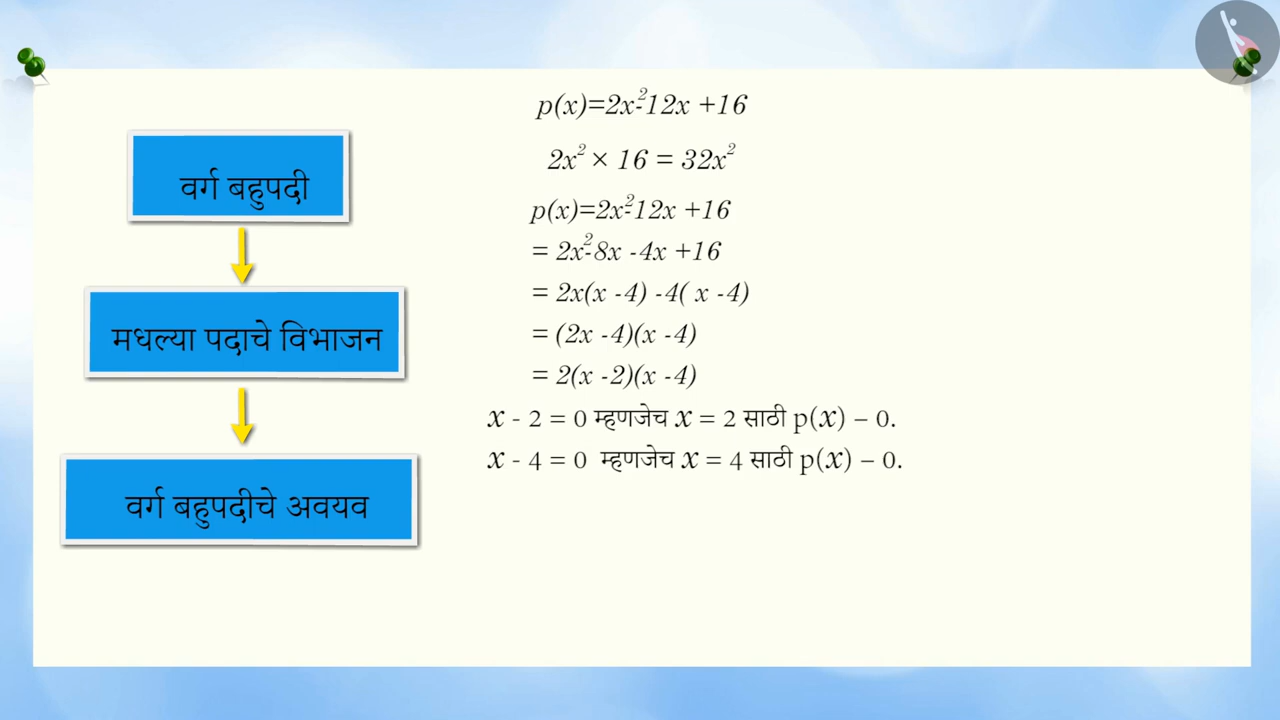 वर्ग बहुपदी
मधल्या पदाचे विभाजन
वर्ग बहुपदीचे अवयव
p(x)=2x²-12x +16
2x² × 16 = 32x²
p(x)=2x²-12x +16
= 2x²-8x -4x +16
= 2x(x -4) -4( x -4)
= (2x -4)(x -4)
= 2(x -2)(x -4)
x - 2 = 0 म्हणजेच x = 2 साठी p(x) – 0.
x - 4 = 0 म्हणजेच x = 4 साठी p(x) – 0.